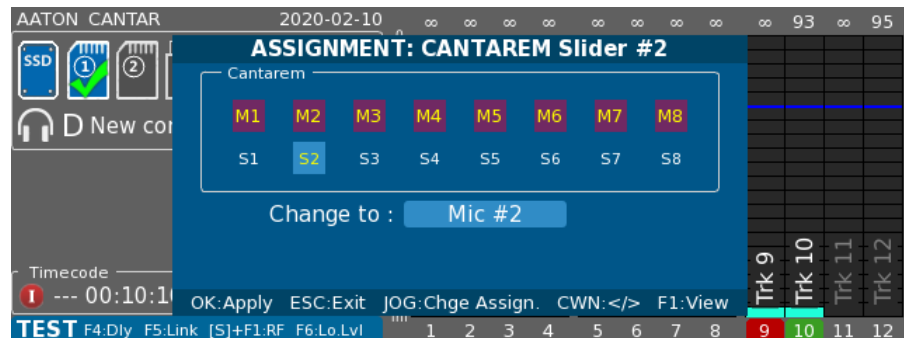 AATON CANTAR 2020-02-10 ∞ ∞ ∞ ∞ ∞ ∞ ∞ ∞ ∞ 93 ∞ 95
ASSIGNMENT: CANTAREM Slider #2
SSD 1 2
Cantarem
M1 M2 M3 M4 M5 M6 M7 M8
D New cor
S1 S2 S3 S4 S5 S6 S7 S8
Change to : Mic #2
Trk 9 Trk 10 Trk 11 Trk 12
Timecode
I --- 00:10:10
OK:Apply ESC:Exit JOG:Chge Assign. CWN:</> F1:View
TEST F4:Dly F5:Link [S]+F1:RF F6:Lo.Lvl 1 2 3 4 5 6 7 8 9 10 11 12